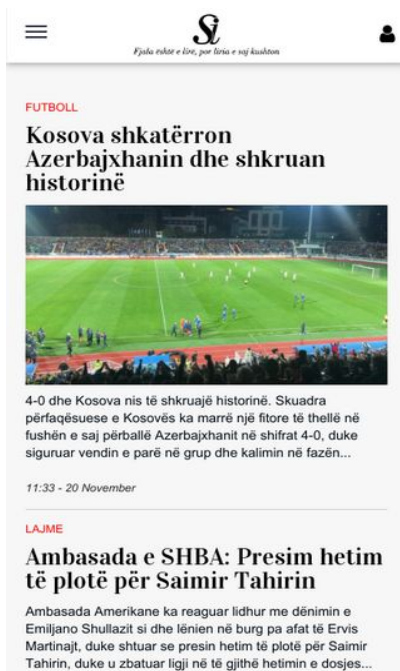 Si
Fjala është e lirë, por liria e saj kushton
FUTBOLL
Kosova shkatërron
Azerbajxhanin dhe shkruan
historinë
4-0 dhe Kosova nis të shkruajë historinë. Skuadra
përfaqësuese e Kosovës ka marrë një fitore të thellë në
fushën e saj përballë Azerbajxhanit në shifrat 4-0, duke
siguruar vendin e parë në grup dhe kalimin në fazën...
11:33 - 20 November
LAJME
Ambasada e SHBA: Presim hetim
të plotë për Saimir Tahirin
Ambasada Amerikane ka reaguar lidhur me dënimin e
Emiljano Shullazit si dhe lënien në burg pa afat të Ervis
Martinajt, duke shtuar se presin hetim të plotë për Saimir
Tahirin, duke u zbatuar ligji në të gjithë hetimin e dosjes...